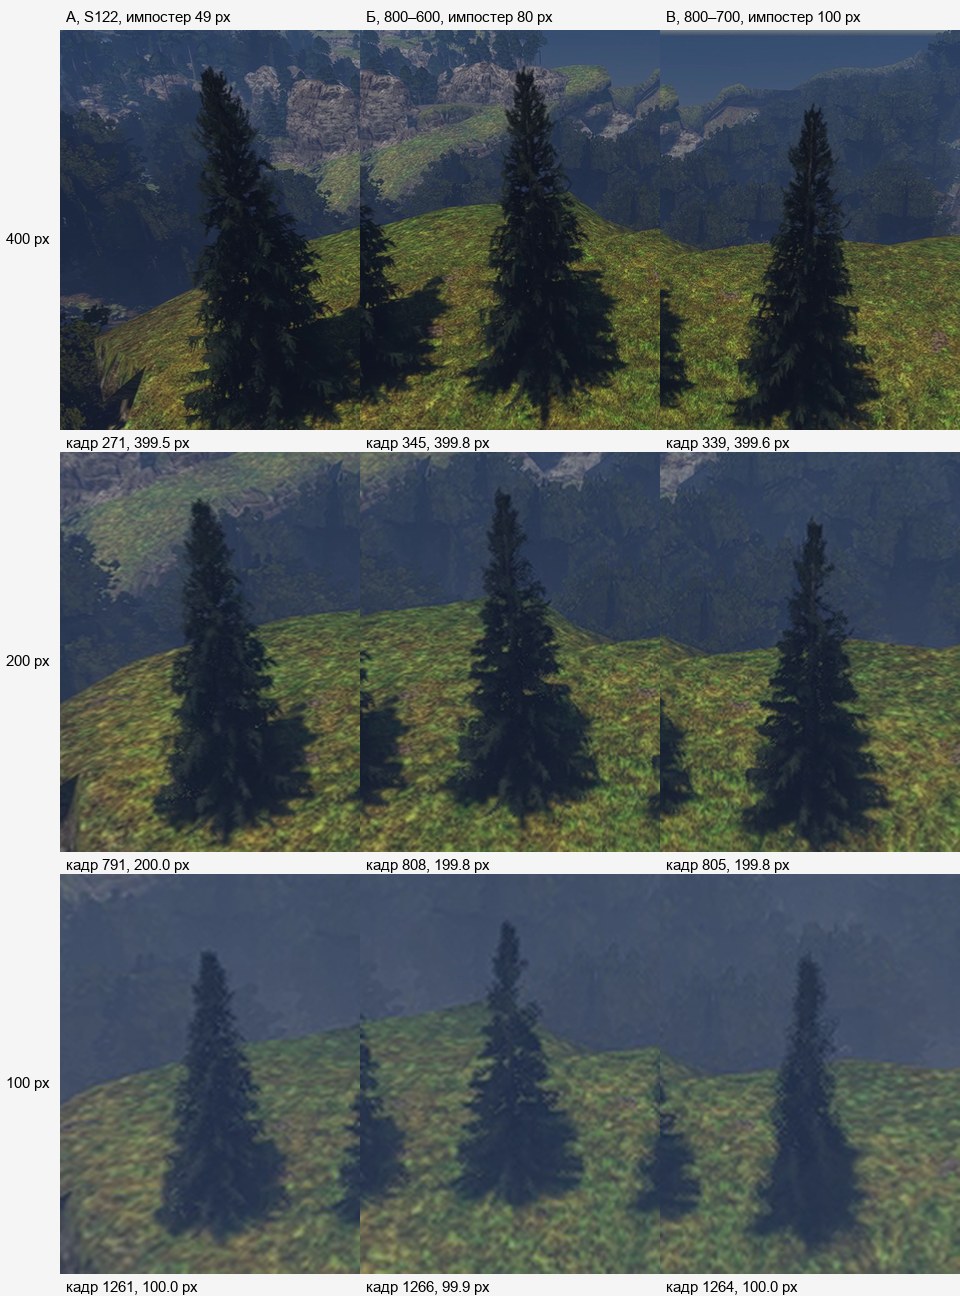 А, S122, импостер 49 px
Б, 800–600, импостер 80 px
В, 800–700, импостер 100 px
400 px
кадр 271, 399.5 px
кадр 345, 399.8 px
кадр 339, 399.6 px
200 px
кадр 791, 200.0 px
кадр 808, 199.8 px
кадр 805, 199.8 px
100 px
кадр 1261, 100.0 px
кадр 1266, 99.9 px
кадр 1264, 100.0 px